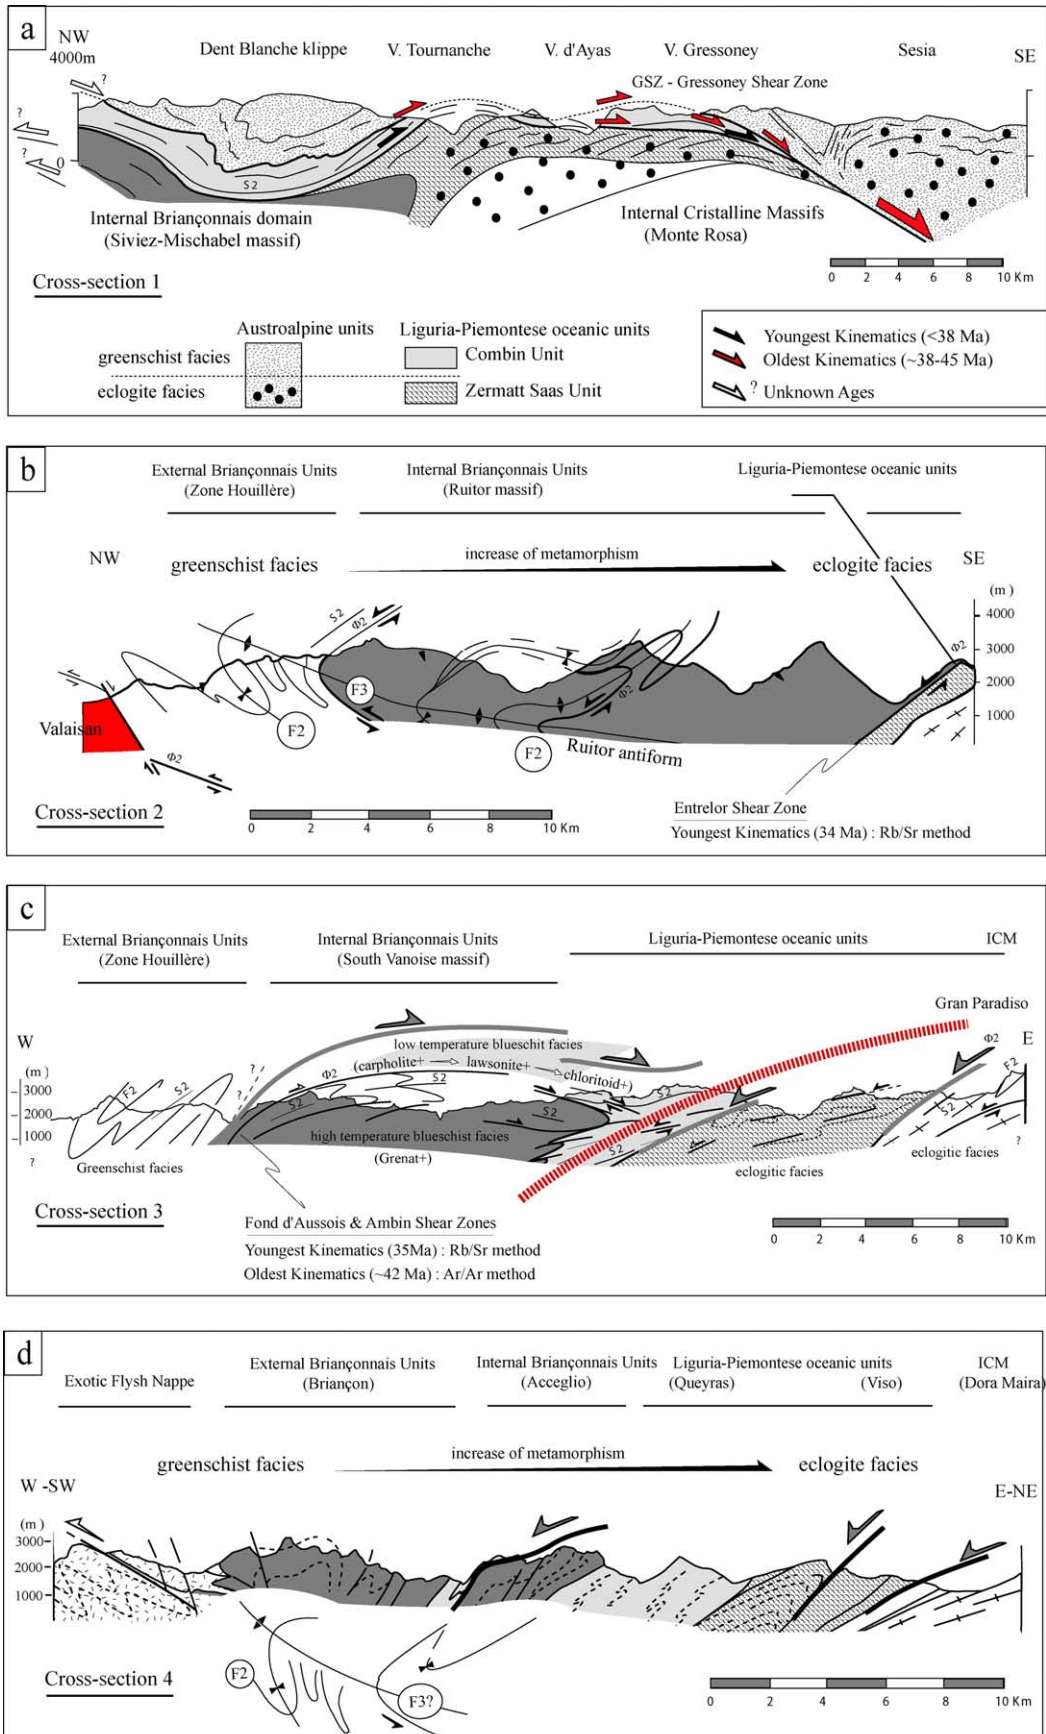 a
NW
4000m
Dent Blanche klippe
V. Tournanche
V. d'Ayas
V. Gressoney
Sesia
SE
GSZ - Gressoney Shear Zone
?
?
?
0
S 2
Internal Briançonnais domain
(Siviez-Mischabel massif)
Internal Cristalline Massifs
(Monte Rosa)
Cross-section 1
0 2 4 6 8 10 Km
Austroalpine units
Liguria-Piemontese oceanic units
greenschist facies
eclogite facies
Combin Unit
Zermatt Saas Unit
Youngest Kinematics (<38 Ma)
Oldest Kinematics (~38-45 Ma)
? Unknown Ages
b
External Briançonnais Units
(Zone Houillère)
Internal Briançonnais Units
(Ruitor massif)
Liguria-Piemontese oceanic units
NW
greenschist facies
increase of metamorphism
eclogite facies
SE
(m)
4000
3000
2000
1000
S 2
Φ2
Φ2
Φ2
F3
F2
F2
Valaisan
Φ2
Ruitor antiform
Cross-section 2
0 2 4 6 8 10 Km
Entrelor Shear Zone
Youngest Kinematics (34 Ma) : Rb/Sr method
c
External Briançonnais Units
(Zone Houillère)
Internal Briançonnais Units
(South Vanoise massif)
Liguria-Piemontese oceanic units
ICM
Gran Paradiso
W
E
(m)
3000
2000
1000
?
F2
S2
?
?
low temperature blueschit facies
(carpholite+ lawsonite+ chloritoid+)
Φ2
S2
S2
S2
S2
S2
Φ2
F2
S2
?
high temperature blueschist facies
(Grenat+)
Greenschist facies
eclogitic facies
eclogitic facies
Fond d'Aussois & Ambin Shear Zones
Youngest Kinematics (35Ma) : Rb/Sr method
Oldest Kinematics (~42 Ma) : Ar/Ar method
Cross-section 3
0 2 4 6 8 10 Km
d
Exotic Flysh Nappe
External Briançonnais Units
(Briançon)
Internal Briançonnais Units
(Acceglio)
Liguria-Piemontese oceanic units
(Queyras)
(Viso)
ICM
(Dora Maira)
greenschist facies
increase of metamorphism
eclogite facies
W -SW
E-NE
(m)
3000
2000
1000
F2
F3?
Cross-section 4
0 2 4 6 8 10 Km